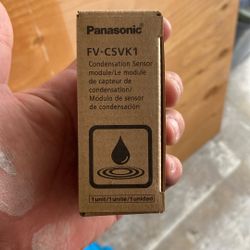 Panasonic
FV-CSVK1
Condensation Sensor
module/Le module
de capteur de
condensation/
Módulo de sensor
de condensación
1unit/1unité/1unidad